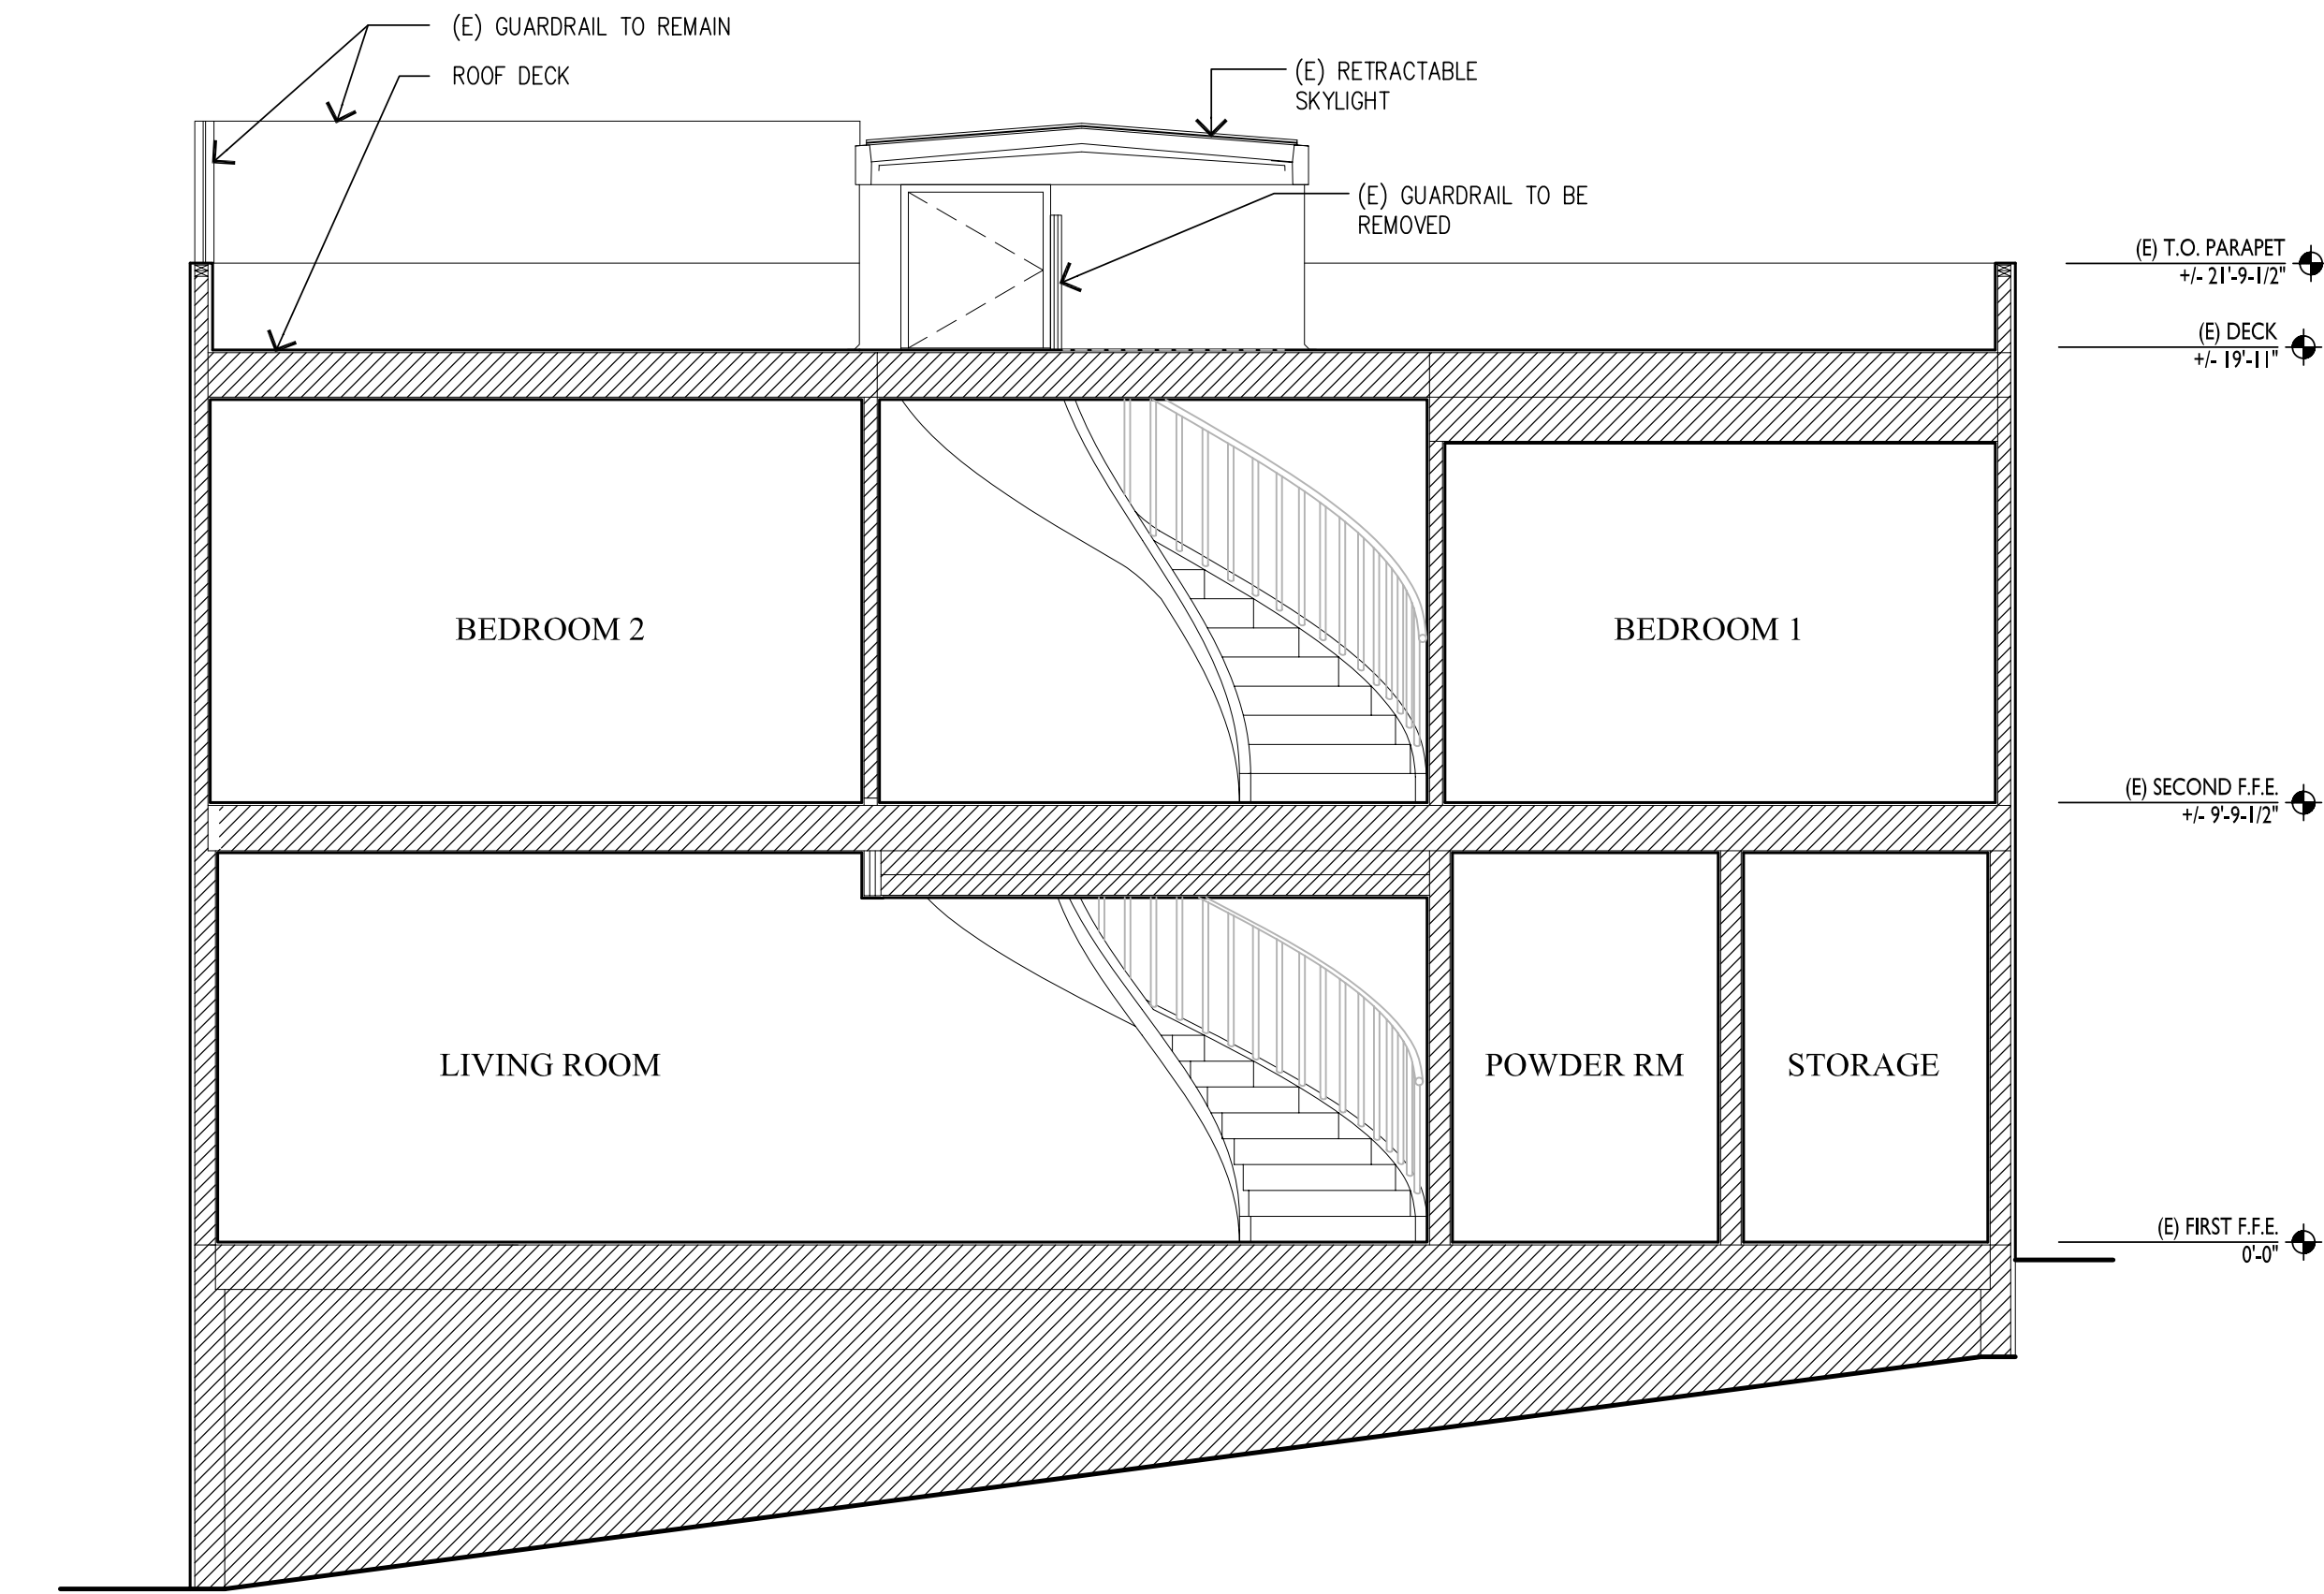 (E) GUARDRAIL TO REMAIN
ROOF DECK
(E) RETRACTABLE
SKYLIGHT
(E) GUARDRAIL TO BE
REMOVED
(E) T.O. PARAPET
+/- 21'-9-1/2"
(E) DECK
+/- 19'-11"
BEDROOM 2
BEDROOM 1
(E) SECOND F.F.E.
+/- 9'-9-1/2"
LIVING ROOM
POWDER RM
STORAGE
(E) FIRST F.F.E.
0'-0"